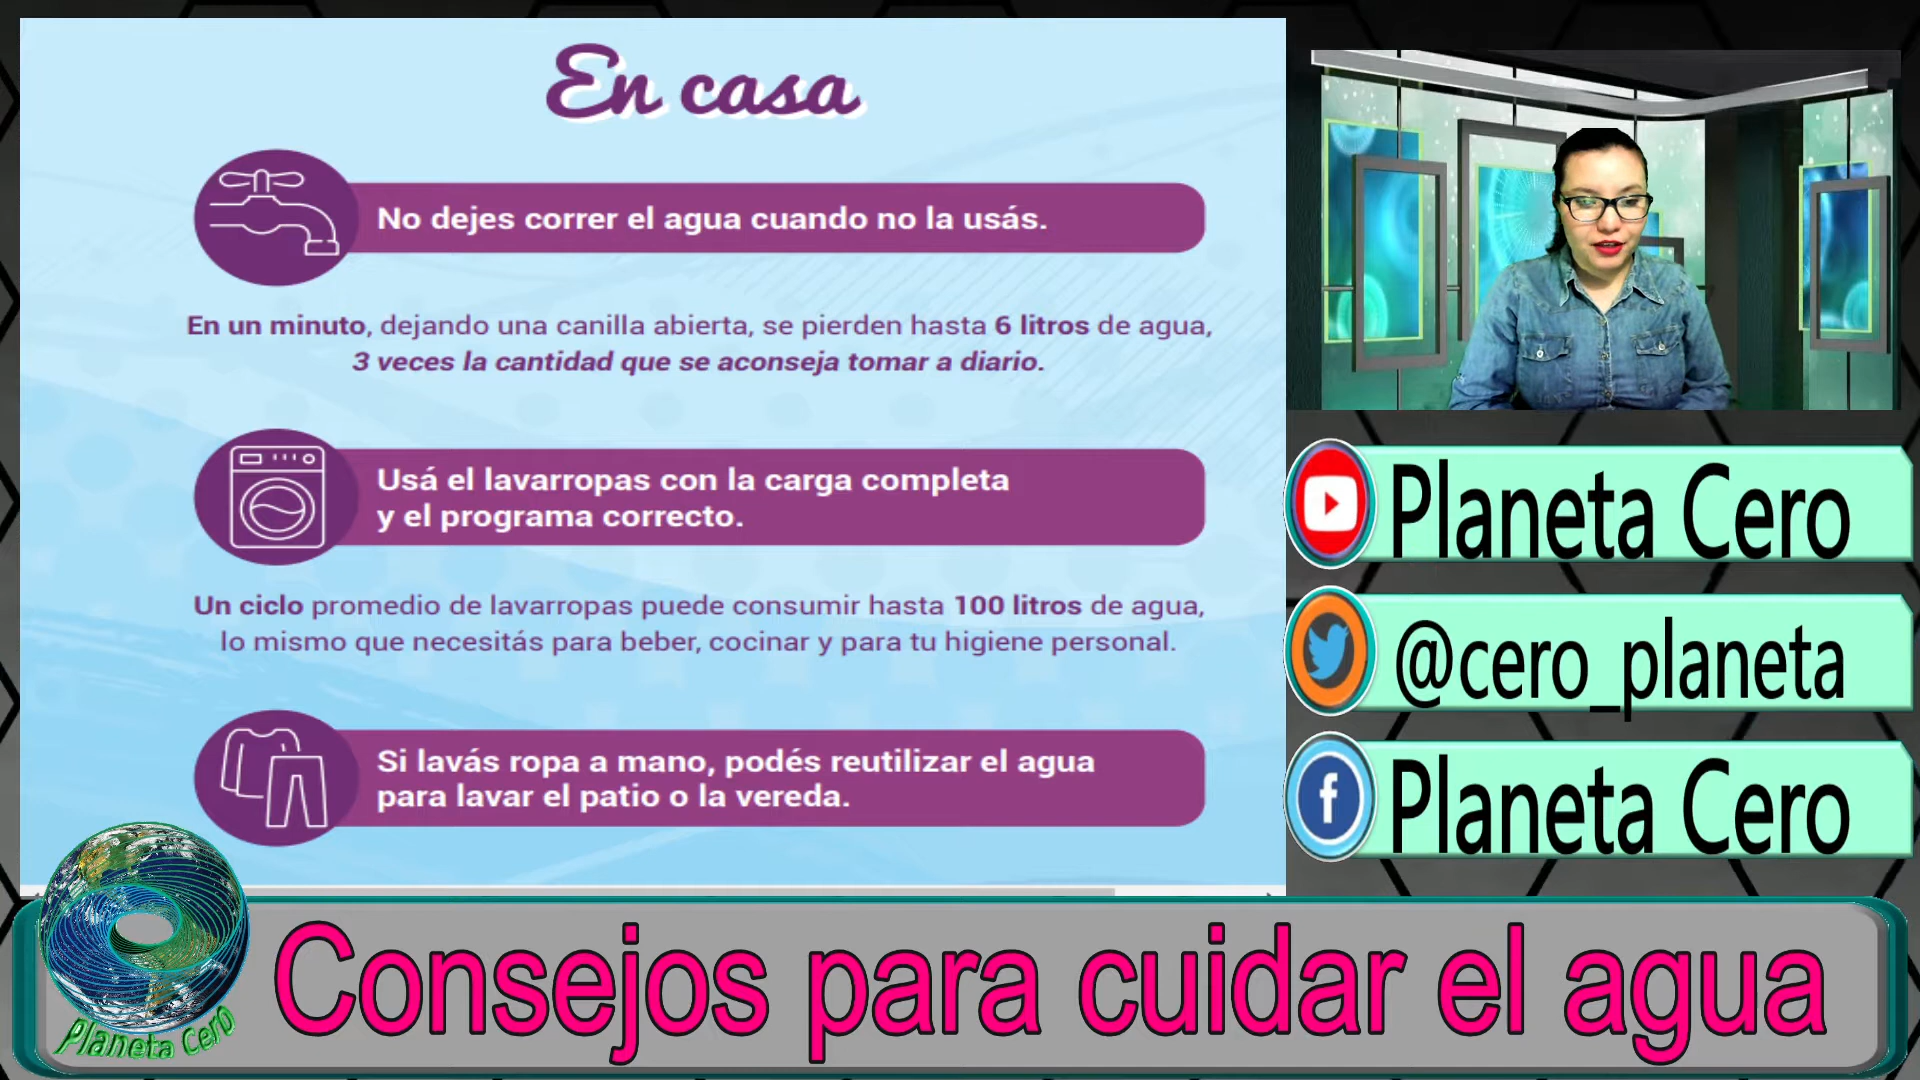 En casa
No dejes correr el agua cuando no la usás.
En un minuto, dejando una canilla abierta, se pierden hasta 6 litros de agua,
3 veces la cantidad que se aconseja tomar a diario.
Usá el lavarropas con la carga completa
y el programa correcto.
Un ciclo promedio de lavarropas puede consumir hasta 100 litros de agua,
lo mismo que necesitás para beber, cocinar y para tu higiene personal.
Si lavás ropa a mano, podés reutilizar el agua
para lavar el patio o la vereda.
Planeta Cero
@cero_planeta
Planeta Cero
Planeta Cero
Consejos para cuidar el agua